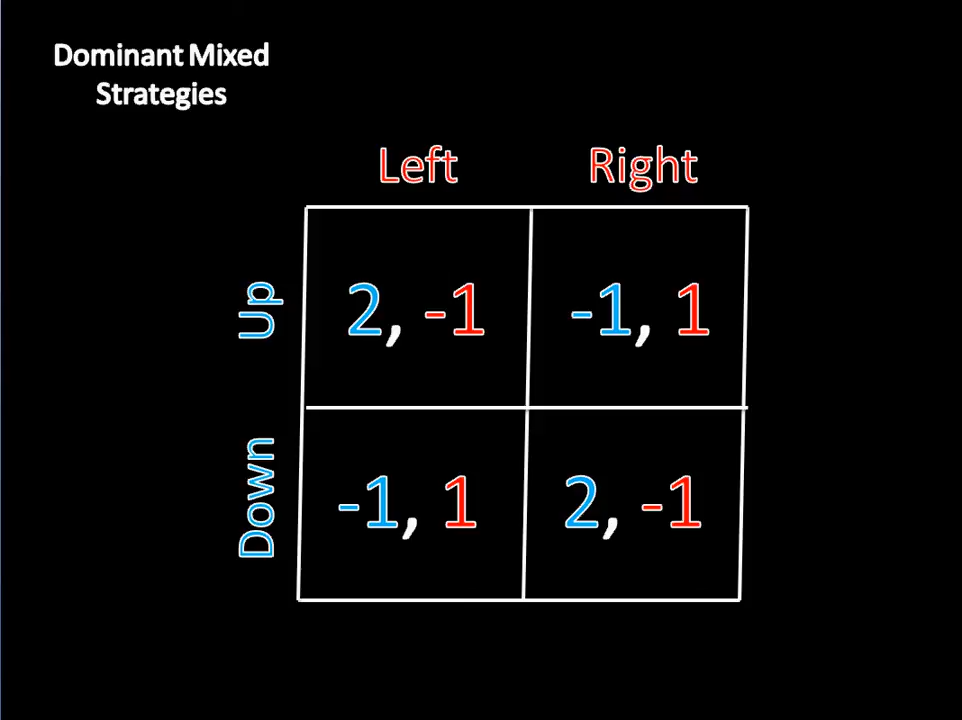 Dominant Mixed
Strategies
Left Right
Up 2, -1 -1, 1
Down -1, 1 2, -1